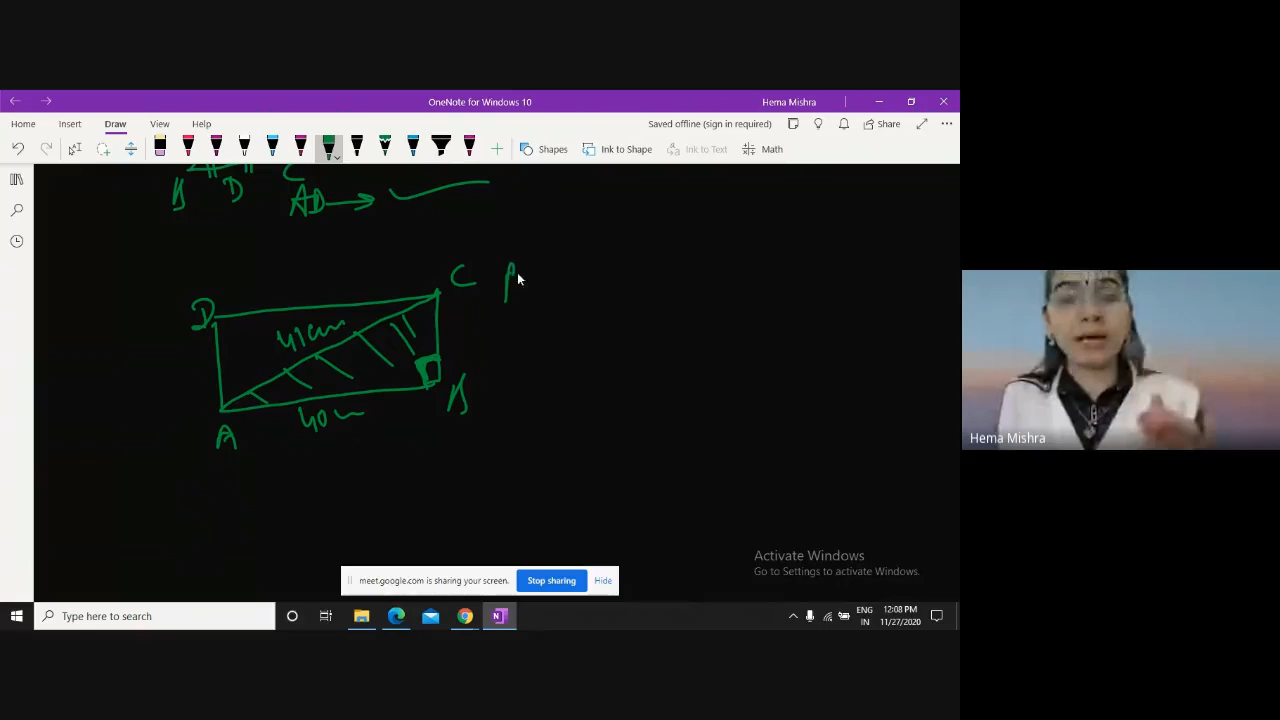 OneNote for Windows 10
Hema Mishra
Home Insert Draw View Help
Saved offline (sign in required)
Share
Shapes
Ink to Shape
Ink to Text
Math
B D C
AD
D C P
41cm
B
40
A
Hema Mishra
Activate Windows
Go to Settings to activate Windows.
meet.google.com is sharing your screen. Stop sharing Hide
Type here to search
ENG
IN
12:08 PM
11/27/2020